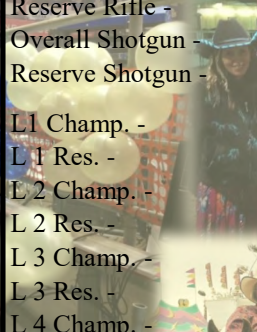 Reserve Rifle -
Overall Shotgun -
Reserve Shotgun -
L1 Champ. -
L 1 Res. -
L 2 Champ. -
L 2 Res. -
L 3 Champ. -
L 3 Res. -
L 4 Champ. -